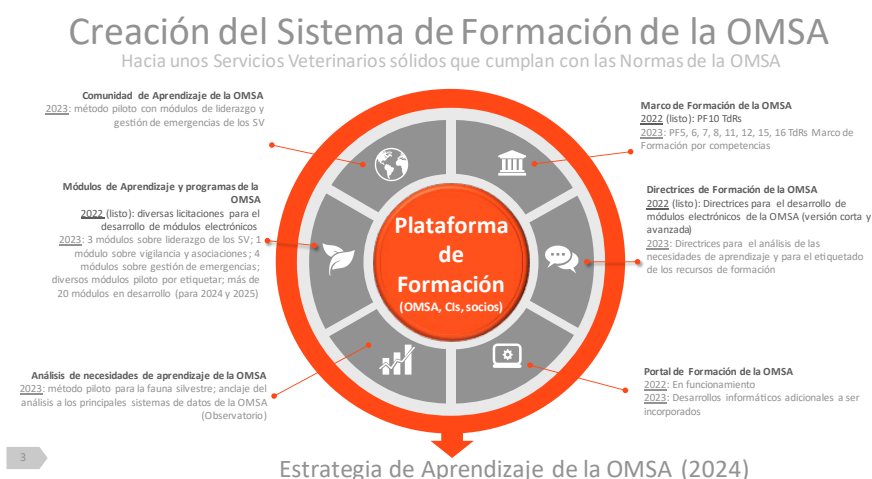 Creación del Sistema de Formación de la OMSA
Hacia unos Servicios Veterinarios sólidos que cumplan con las Normas de la OMSA
Comunidad de Aprendizaje de la OMSA
2023: método piloto con módulos de liderazgo y
gestión de emergencias de los SV
Módulos de Aprendizaje y programas de la
OMSA
2022 (listo): diversas licitaciones para el
desarrollo de módulos electrónicos
2023: 3 módulos sobre liderazgo de los SV; 1
módulo sobre vigilancia y asociaciones; 4
módulos sobre gestión de emergencias;
diversos módulos piloto por etiquetar; más de
20 módulos en desarrollo (para 2024 y 2025)
Análisis de necesidades de aprendizaje de la OMSA
2023: método piloto para la fauna silvestre; anclaje del
análisis a los principales sistemas de datos de la OMSA
(Observatorio)
Plataforma
de
Formación
(OMSA, CIs, socios)
Marco de Formación de la OMSA
2022 (listo): PF10 TdRs
2023: PF5, 6, 7, 8, 11, 12, 15, 16 TdRs Marco de
Formación por competencias
Directrices de Formación de la OMSA
2022 (listo): Directrices para el desarrollo de
módulos electrónicos de la OMSA (versión corta y
avanzada)
2023: Directrices para el análisis de las
necesidades de aprendizaje y para el etiquetado
de los recursos de formación
Portal de Formación de la OMSA
2022: En funcionamiento
2023: Desarrollos informáticos adicionales a ser
incorporados
3
Estrategia de Aprendizaje de la OMSA (2024)